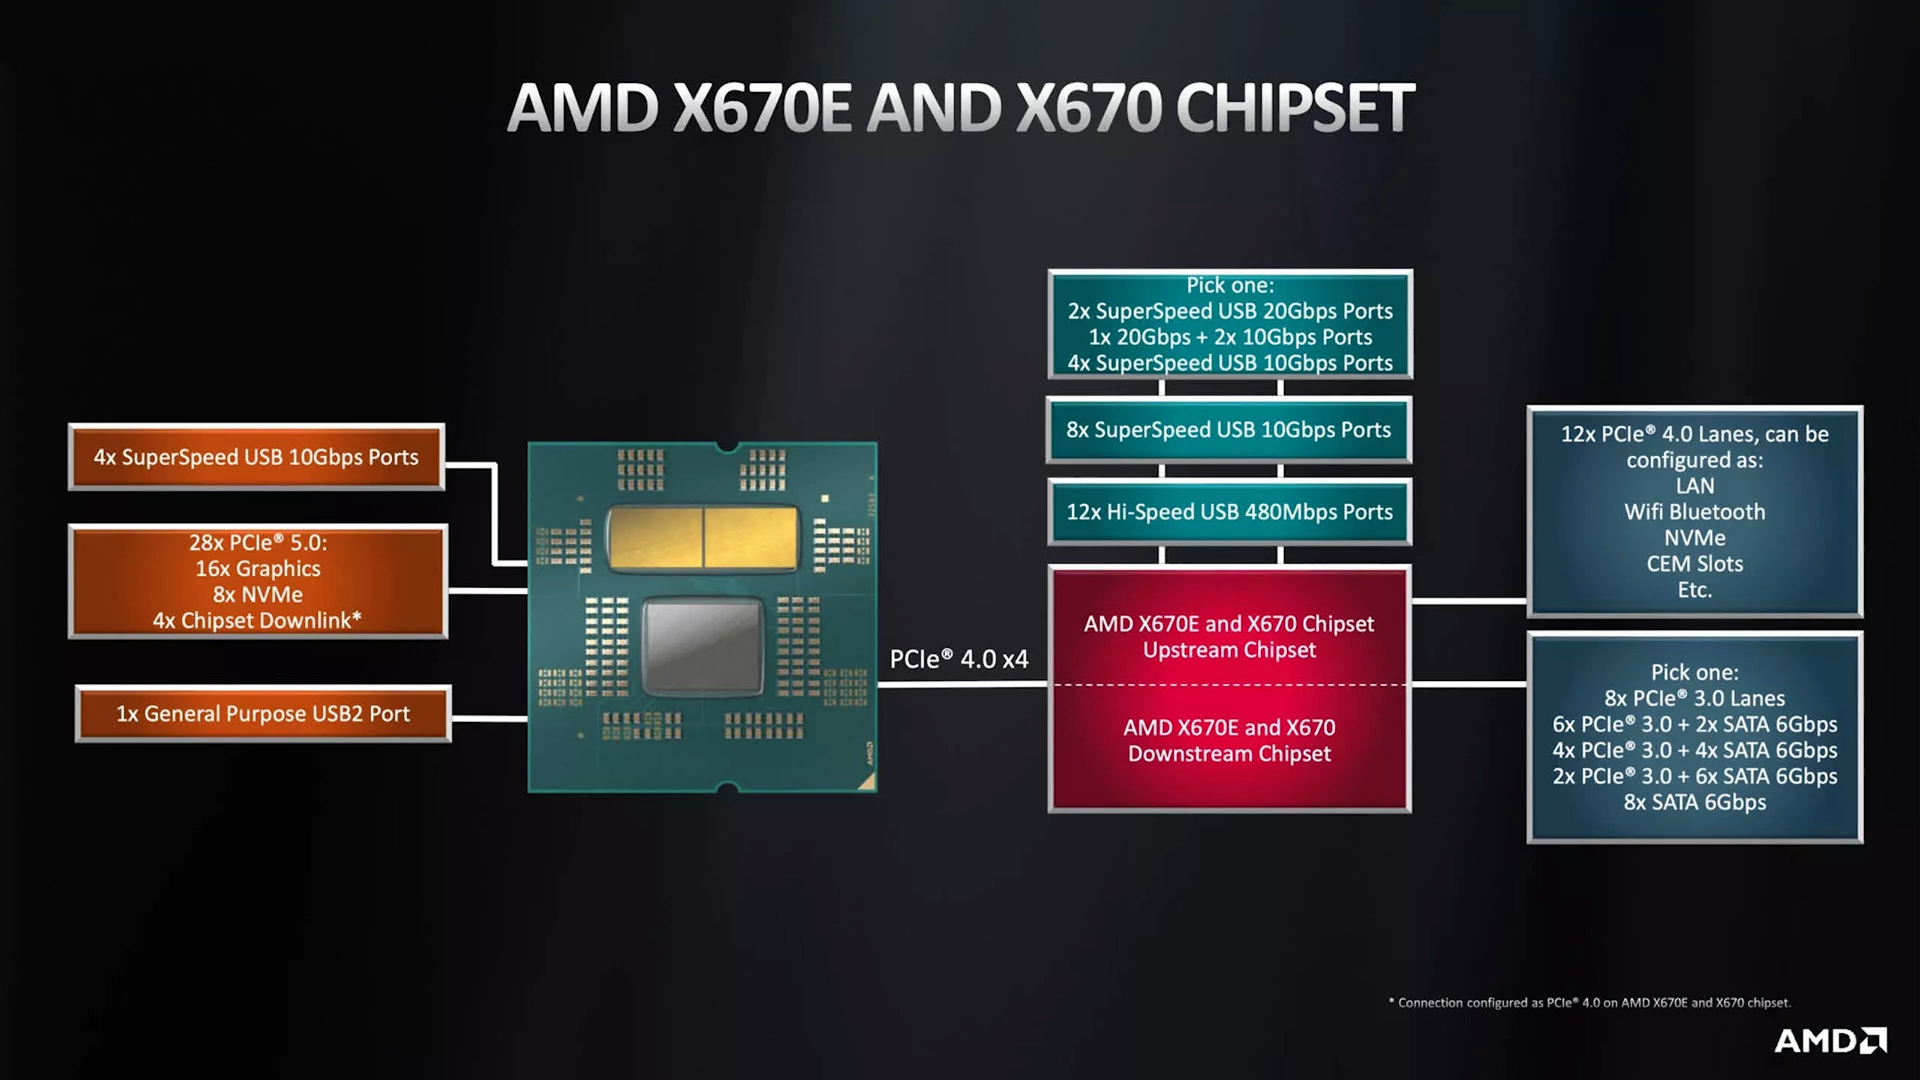 AMD X670E AND X670 CHIPSET
4x SuperSpeed USB 10Gbps Ports
28x PCIe® 5.0:
16x Graphics
8x NVMe
4x Chipset Downlink*
1x General Purpose USB2 Port
AMD
PCIe® 4.0 x4
Pick one:
2x SuperSpeed USB 20Gbps Ports
1x 20Gbps + 2x 10Gbps Ports
4x SuperSpeed USB 10Gbps Ports
8x SuperSpeed USB 10Gbps Ports
12x Hi-Speed USB 480Mbps Ports
AMD X670E and X670 Chipset
Upstream Chipset
AMD X670E and X670
Downstream Chipset
12x PCIe® 4.0 Lanes, can be
configured as:
LAN
Wifi Bluetooth
NVMe
CEM Slots
Etc.
Pick one:
8x PCIe® 3.0 Lanes
6x PCIe® 3.0 + 2x SATA 6Gbps
4x PCIe® 3.0 + 4x SATA 6Gbps
2x PCIe® 3.0 + 6x SATA 6Gbps
8x SATA 6Gbps
* Connection configured as PCIe® 4.0 on AMD X670E and X670 chipset.
AMD